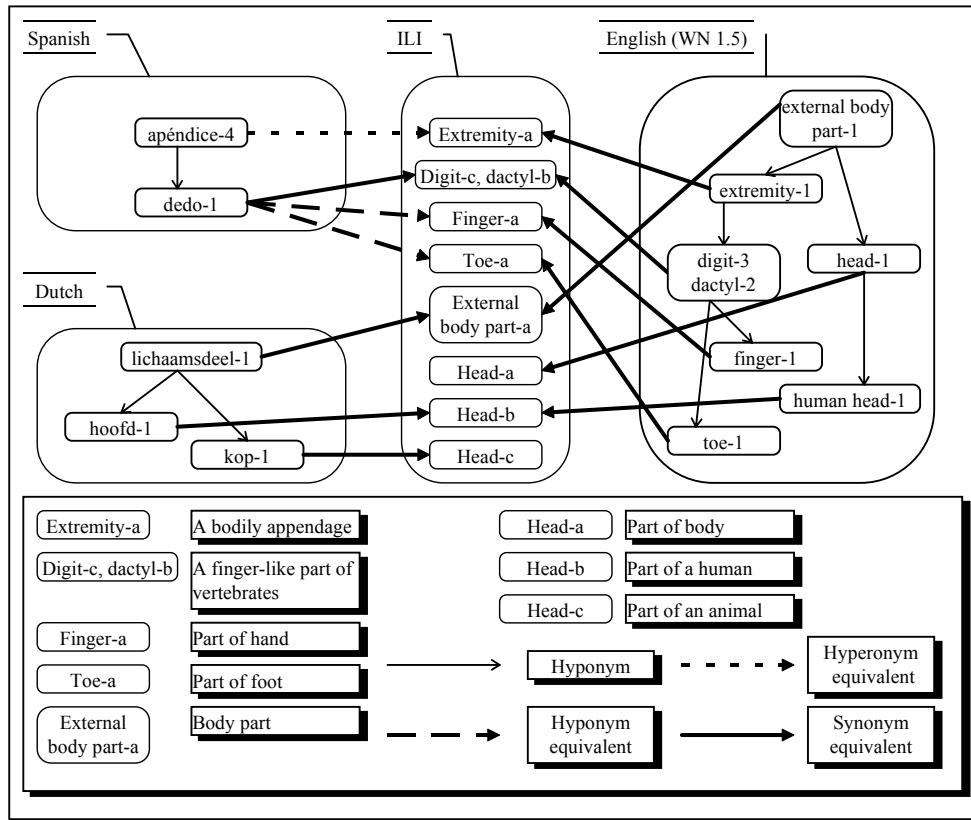 Spanish
ILI
English (WN 1.5)
apéndice-4
dedo-1
Dutch
lichaamsdeel-1
hoofd-1
kop-1
Extremity-a
Digit-c, dactyl-b
Finger-a
Toe-a
External
body part-a
Head-a
Head-b
Head-c
external body
part-1
extremity-1
digit-3
dactyl-2
head-1
finger-1
human head-1
toe-1
Extremity-a
A bodily appendage
Digit-c, dactyl-b
A finger-like part of
vertebrates
Finger-a
Part of hand
Toe-a
Part of foot
External
body part-a
Body part
Head-a
Part of body
Head-b
Part of a human
Head-c
Part of an animal
Hyponym
Hyperonym
equivalent
Hyponym
equivalent
Synonym
equivalent